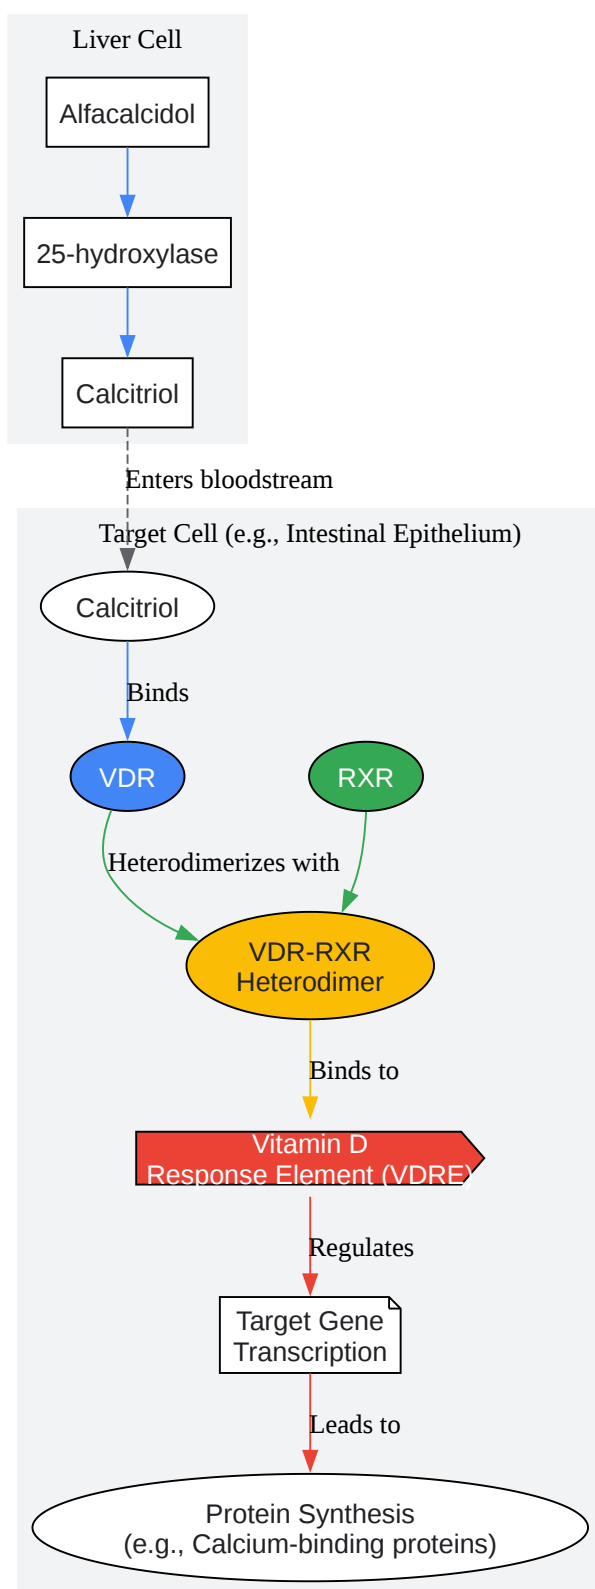 Liver Cell
Alfacalcidol
25-hydroxylase
Calcitriol
Enters bloodstream
Target Cell (e.g., Intestinal Epithelium)
Calcitriol
Binds
VDR
RXR
Heterodimerizes with
VDR-RXR
Heterodimer
Binds to
Vitamin D
Response Element (VDRE)
Regulates
Target Gene
Transcription
Leads to
Protein Synthesis
(e.g., Calcium-binding proteins)